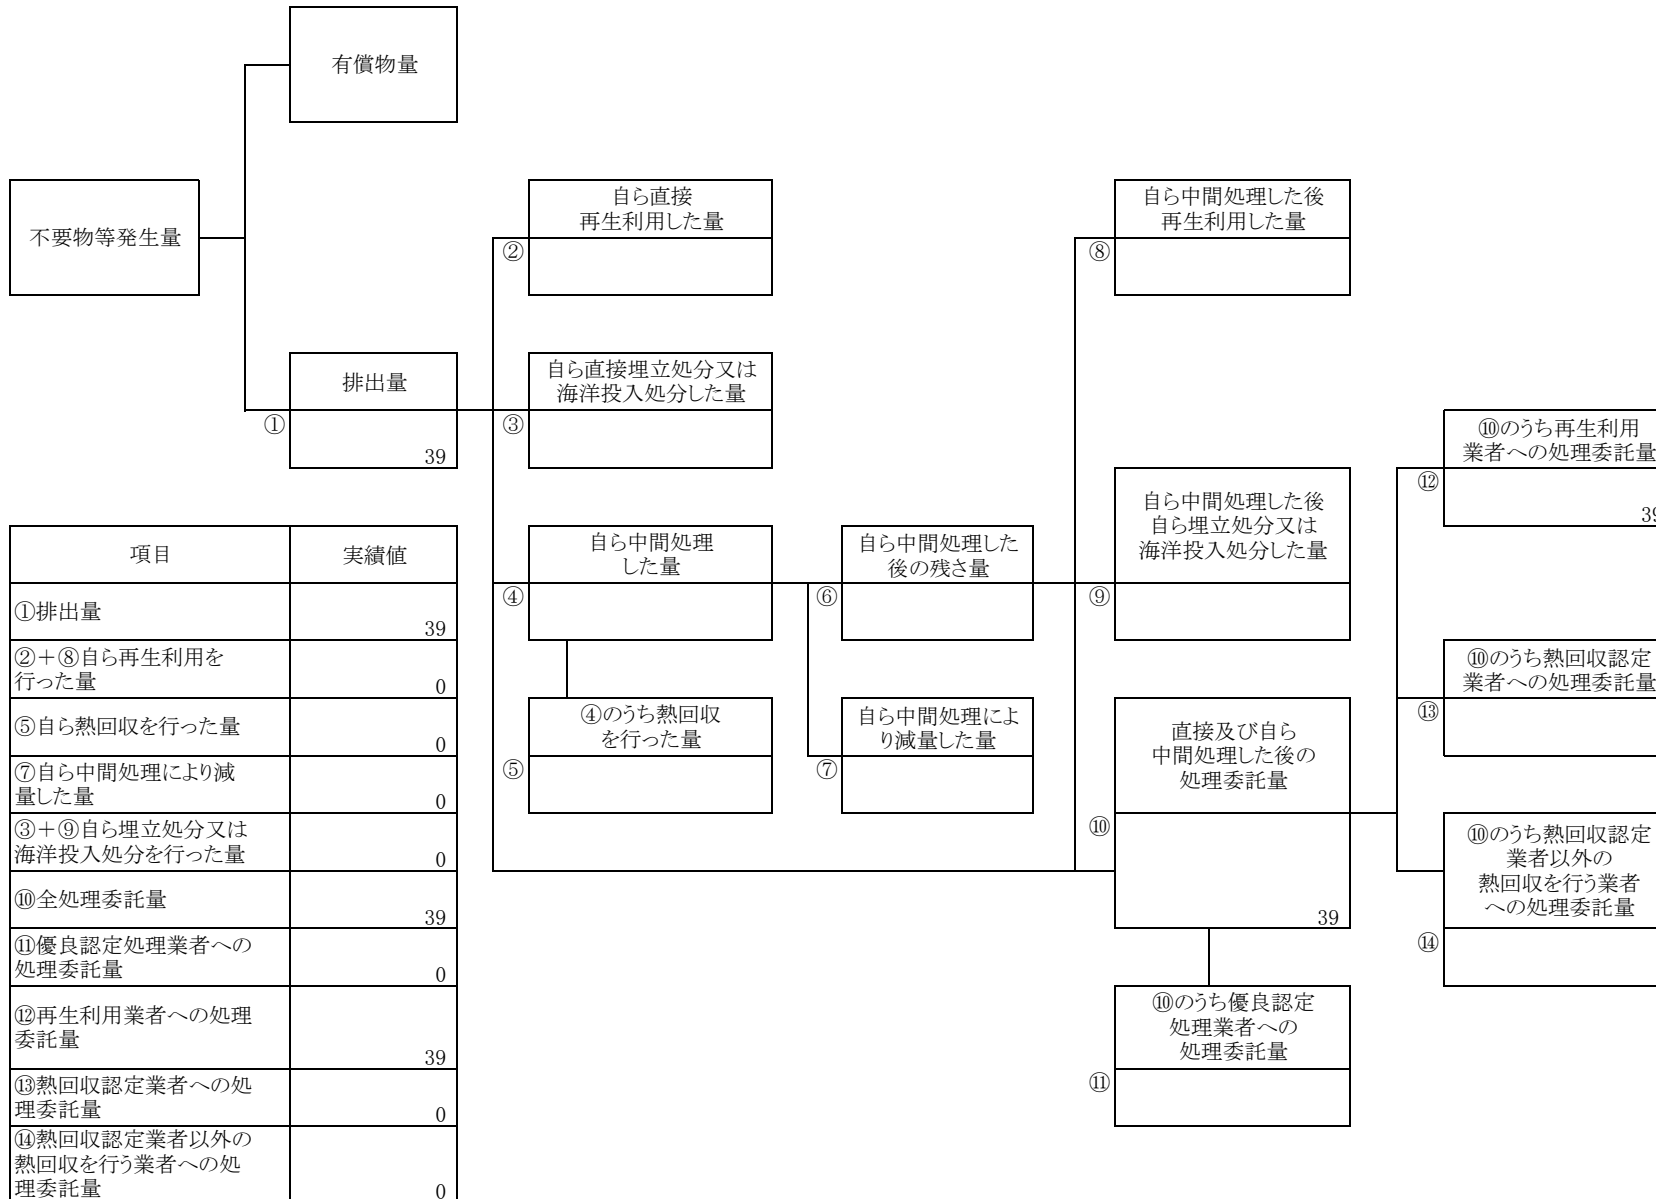 有償物量
不要物等発生量
自ら直接
再生利用した量
②
自ら中間処理した後
再生利用した量
⑧
排出量
①
39
自ら直接埋立処分又は
海洋投入処分した量
③
⑩のうち再生利用
業者への処理委託量
⑫
39
自ら中間処理した後
自ら埋立処分又は
海洋投入処分した量
⑨
自ら中間処理
した量
④
自ら中間処理した
後の残さ量
⑥
⑩のうち熱回収認定
業者への処理委託量
⑬
④のうち熱回収
を行った量
⑤
自ら中間処理によ
り減量した量
⑦
直接及び自ら
中間処理した後の
処理委託量
⑩
39
⑩のうち熱回収認定
業者以外の
熱回収を行う業者
への処理委託量
⑭
⑩のうち優良認定
処理業者への
処理委託量
⑪
項目 実績値
①排出量
39
②+⑧自ら再生利用を
行った量
0
⑤自ら熱回収を行った量
0
⑦自ら中間処理により減
量した量
0
③+⑨自ら埋立処分又は
海洋投入処分を行った量
0
⑩全処理委託量
39
⑪優良認定処理業者への
処理委託量
0
⑫再生利用業者への処理
委託量
39
⑬熱回収認定業者への処
理委託量
0
⑭熱回収認定業者以外の
熱回収を行う業者への処
理委託量
0